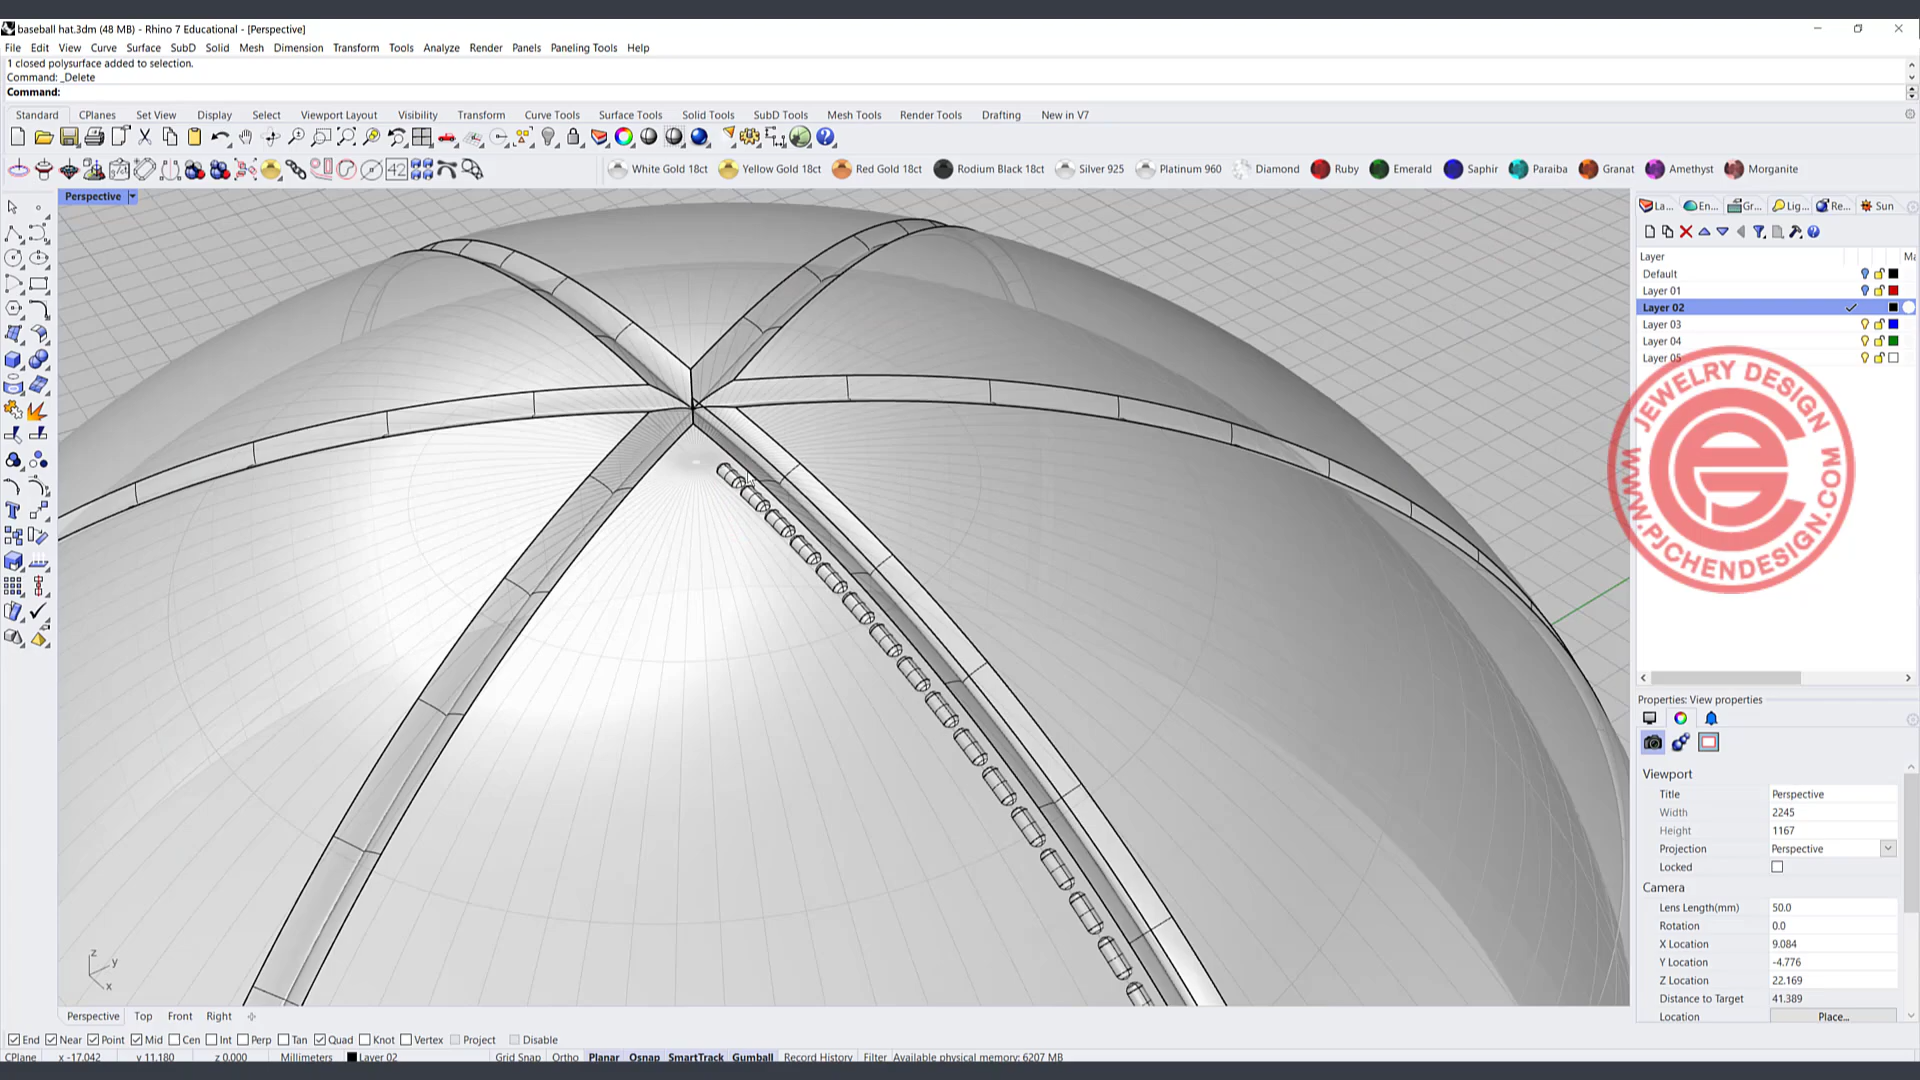 baseball hat.3dm (48 MB) - Rhino 7 Educational - [Perspective]
File Edit View Curve Surface SubD Solid Mesh Dimension Transform Tools Analyze Render Panels Paneling Tools Help
1 closed polysurface added to selection.
Command: _Delete
Command:
Standard CPlanes Set View Display Select Viewport Layout Visibility Transform Curve Tools Surface Tools Solid Tools SubD Tools Mesh Tools Render Tools Drafting New in V7
White Gold 18ct Yellow Gold 18ct Red Gold 18ct Rodium Black 18ct Silver 925 Platinum 960 Diamond Ruby Emerald Saphir Paraiba Granat Amethyst Morganite
Perspective
La... En... Gr... Lig... Re... Sun
Layer Ma
Default
Layer 01
Layer 02
Layer 03
Layer 04
Layer 05
JEWELRY DESIGN
WWW.PJCHENDESIGN.COM
Properties: View properties
Viewport
Title Perspective
Width 2245
Height 1167
Projection Perspective
Locked
Camera
Lens Length(mm) 50.0
Rotation 0.0
X Location 9.084
Y Location -4.776
Z Location 22.169
Distance to Target 41.389
Location Place...
z
y
x
Perspective Top Front Right
End Near Point Mid Cen Int Perp Tan Quad Knot Vertex Project Disable
CPlane x -17.042 y 11.180 z 0.000 Millimeters Layer 02 Grid Snap Ortho Planar Osnap SmartTrack Gumball Record History Filter Available physical memory: 6207 MB